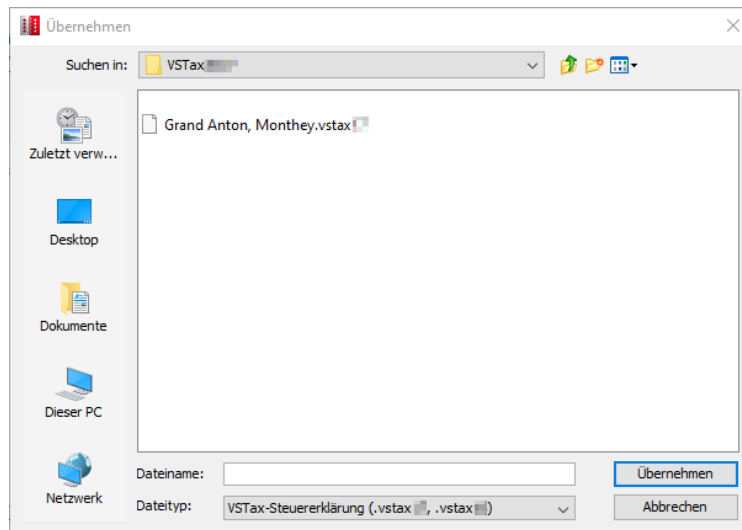 Übernehmen
Suchen in:
VSTax
Grand Anton, Monthey.vstax
Zuletzt verw...
Desktop
Dokumente
Dieser PC
Netzwerk
Dateiname:
Übernehmen
Dateityp:
VSTax-Steuererklärung (.vstax , .vstax )
Abbrechen